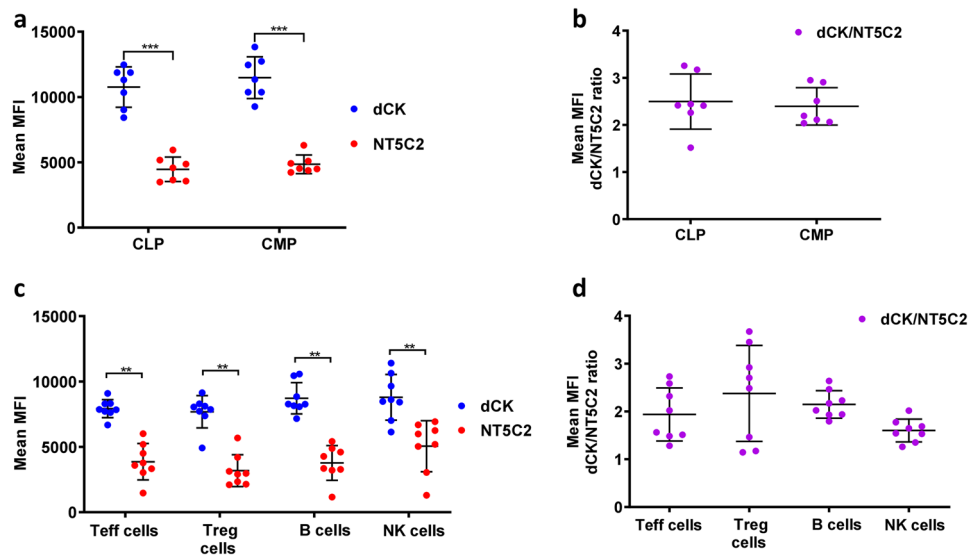 a
Mean MFI
15000
10000
5000
0
***
***
CLP
CMP
dCK
NT5C2
b
Mean MFI
dCK/NT5C2 ratio
4
3
2
1
0
dCK/NT5C2
CLP
CMP
c
Mean MFI
15000
10000
5000
0
**
**
**
**
Teff cells
Treg
cells
B cells
NK cells
dCK
NT5C2
d
Mean MFI
dCK/NT5C2 ratio
4
3
2
1
0
dCK/NT5C2
Teff cells
Treg
cells
B cells
NK cells